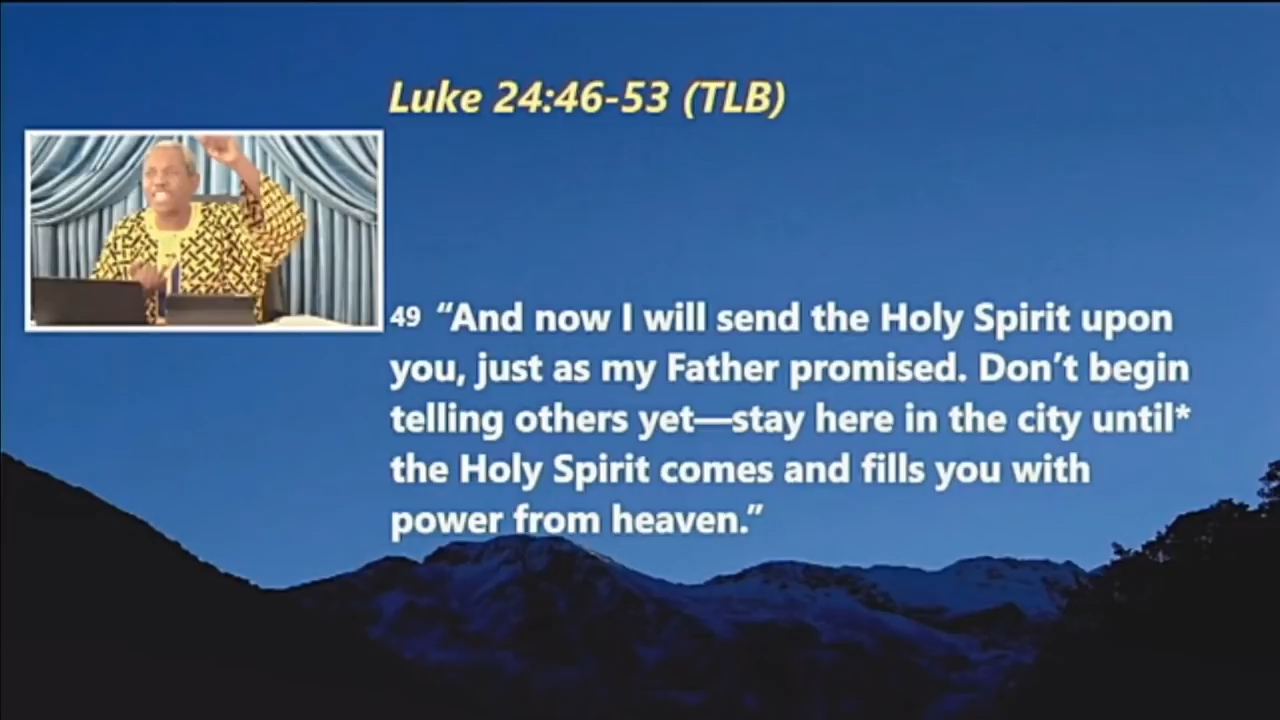 Luke 24:46-53 (TLB)
49 “And now I will send the Holy Spirit upon
you, just as my Father promised. Don’t begin
telling others yet—stay here in the city until*
the Holy Spirit comes and fills you with
power from heaven.”